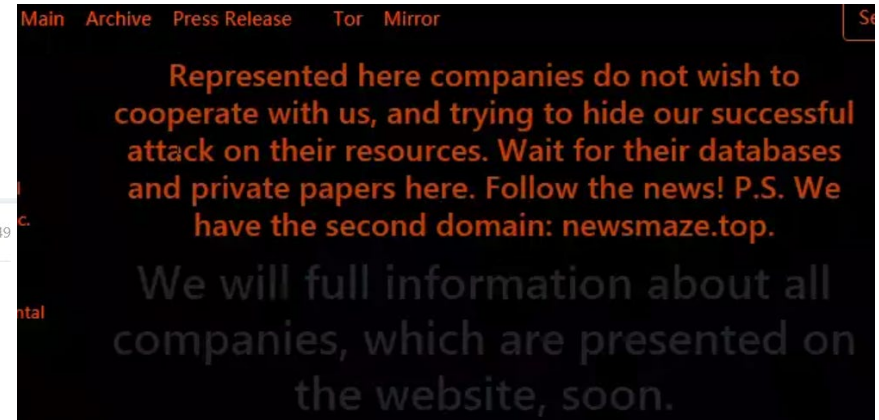 Main Archive Press Release Tor Mirror Se
Represented here companies do not wish to
cooperate with us, and trying to hide our successful
attack on their resources. Wait for their databases
and private papers here. Follow the news! P.S. We
have the second domain: newsmaze.top.
c.
49
ntal
We will full information about all
companies, which are presented on
the website, soon.